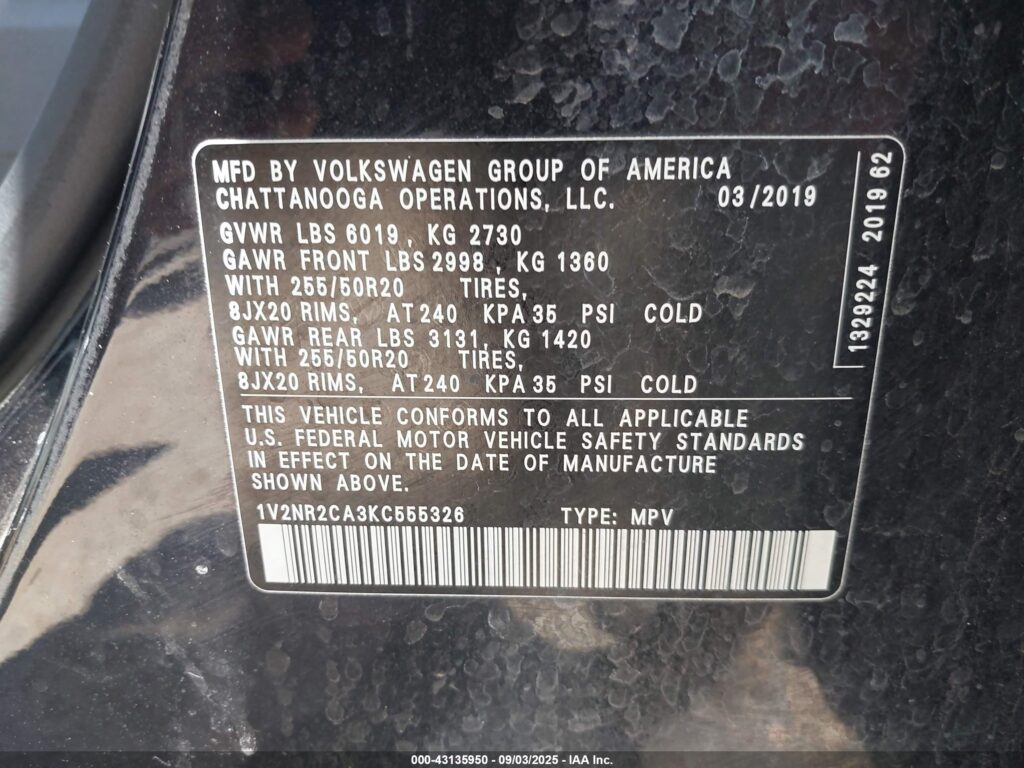 MFD BY VOLKSWAGEN GROUP OF AMERICA
CHATTANOOGA OPERATIONS, LLC. 03/2019
GVWR LBS 6019, KG 2730
GAWR FRONT LBS 2998, KG 1360
WITH 255/50R20 TIRES,
8JX20 RIMS, AT 240 KPA 35 PSI COLD
GAWR REAR LBS 3131, KG 1420
WITH 255/50R20 TIRES,
8JX20 RIMS, AT 240 KPA 35 PSI COLD
THIS VEHICLE CONFORMS TO ALL APPLICABLE
U.S. FEDERAL MOTOR VEHICLE SAFETY STANDARDS
IN EFFECT ON THE DATE OF MANUFACTURE
SHOWN ABOVE.
1V2NR2CA3KC555326 TYPE: MPV
1329224 2019 62
000-43135950 - 09/03/2025 - IAA Inc.